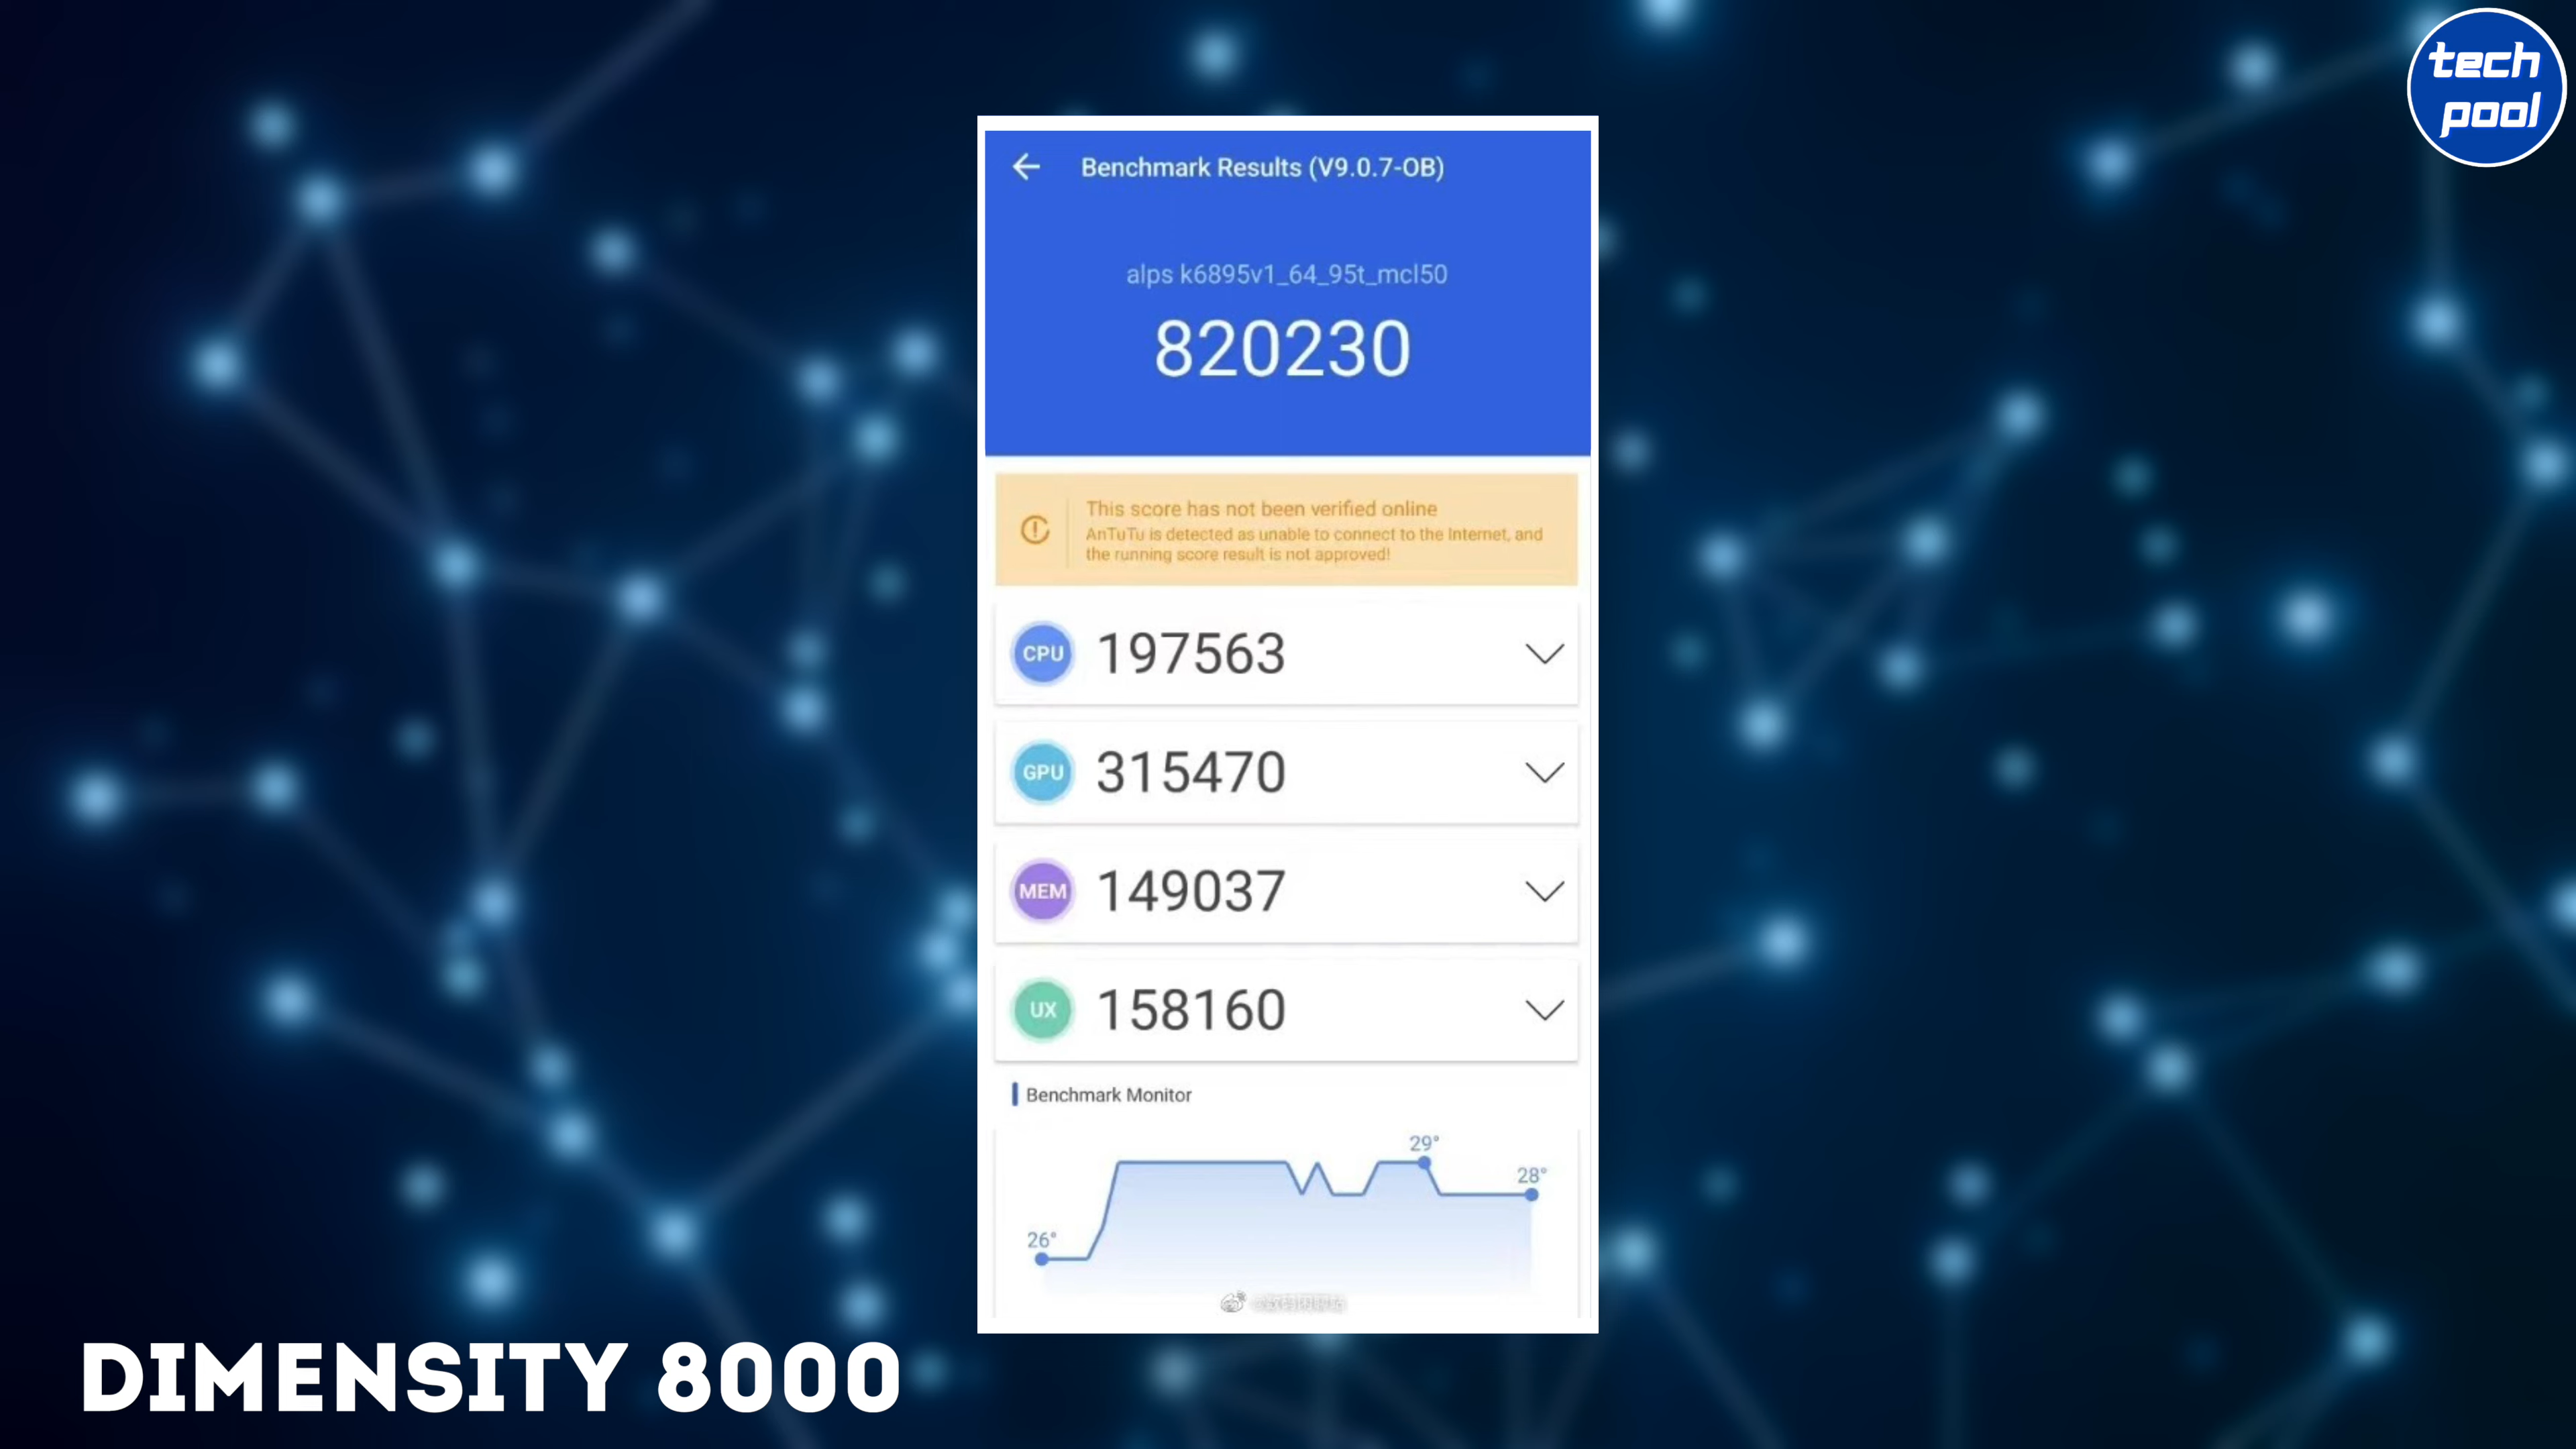 tech
pool
Benchmark Results (V9.0.7-OB)
alps k6895v1_64_95t_mcl50
820230
This score has not been verified online
AnTuTu is detected as unable to connect to the Internet, and
the running score result is not approved!
CPU 197563
GPU 315470
MEM 149037
UX 158160
Benchmark Monitor
29°
28°
26°
DIMENSITY 8000